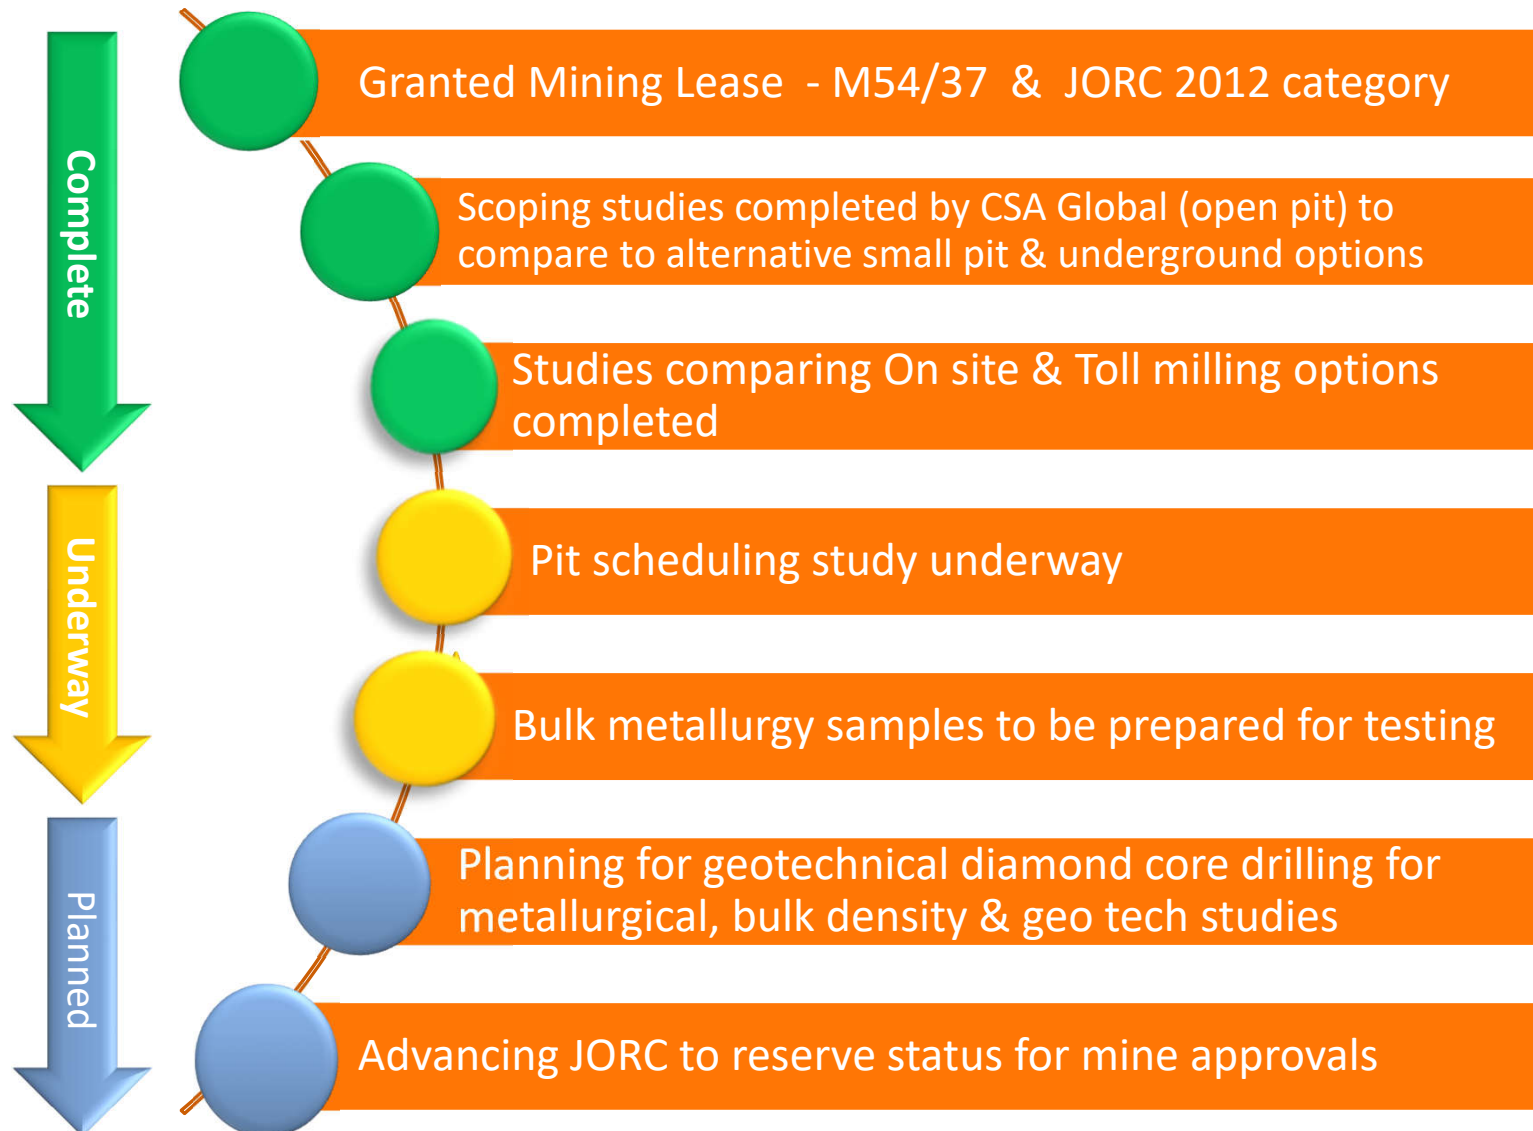 Complete
Granted Mining Lease - M54/37 & JORC 2012 category
Scoping studies completed by CSA Global (open pit) to
compare to alternative small pit & underground options
Studies comparing On site & Toll milling options
completed
Underway
Pit scheduling study underway
Bulk metallurgy samples to be prepared for testing
Planned
Planning for geotechnical diamond core drilling for
metallurgical, bulk density & geo tech studies
Advancing JORC to reserve status for mine approvals